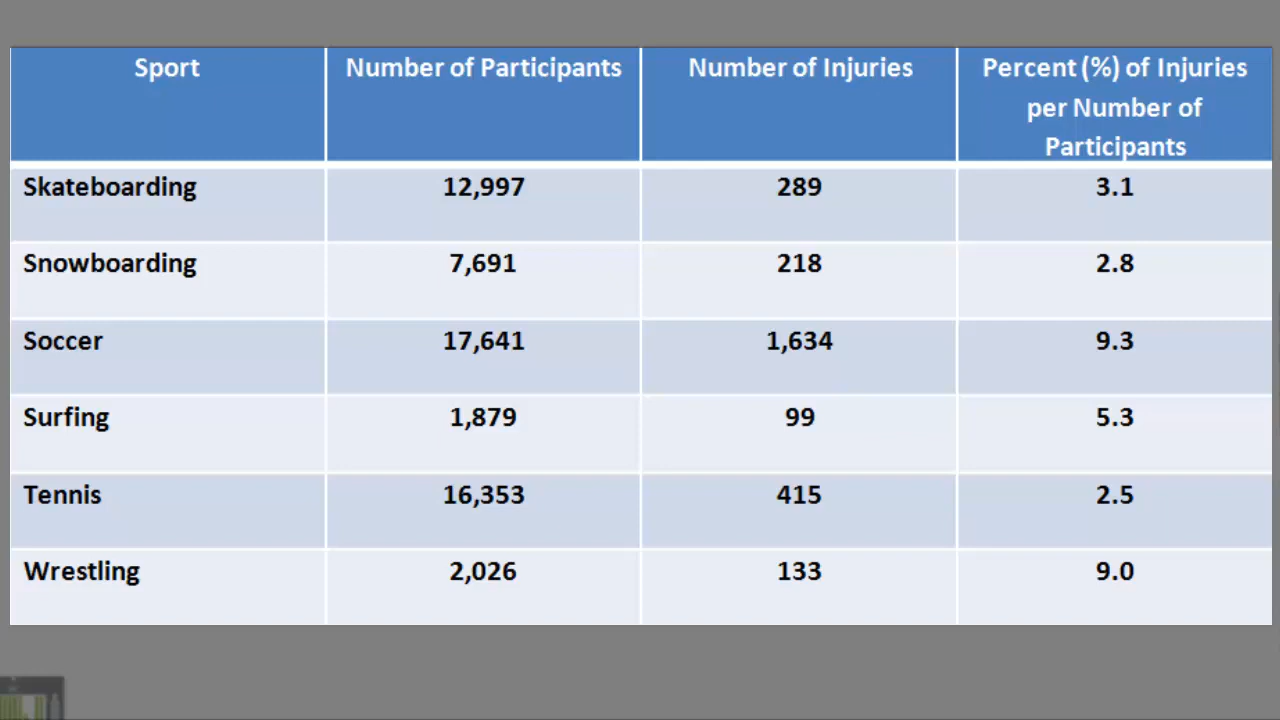 Sport Number of Participants Number of Injuries Percent (%) of Injuries
per Number of
Participants
Skateboarding 12,997 289 3.1
Snowboarding 7,691 218 2.8
Soccer 17,641 1,634 9.3
Surfing 1,879 99 5.3
Tennis 16,353 415 2.5
Wrestling 2,026 133 9.0